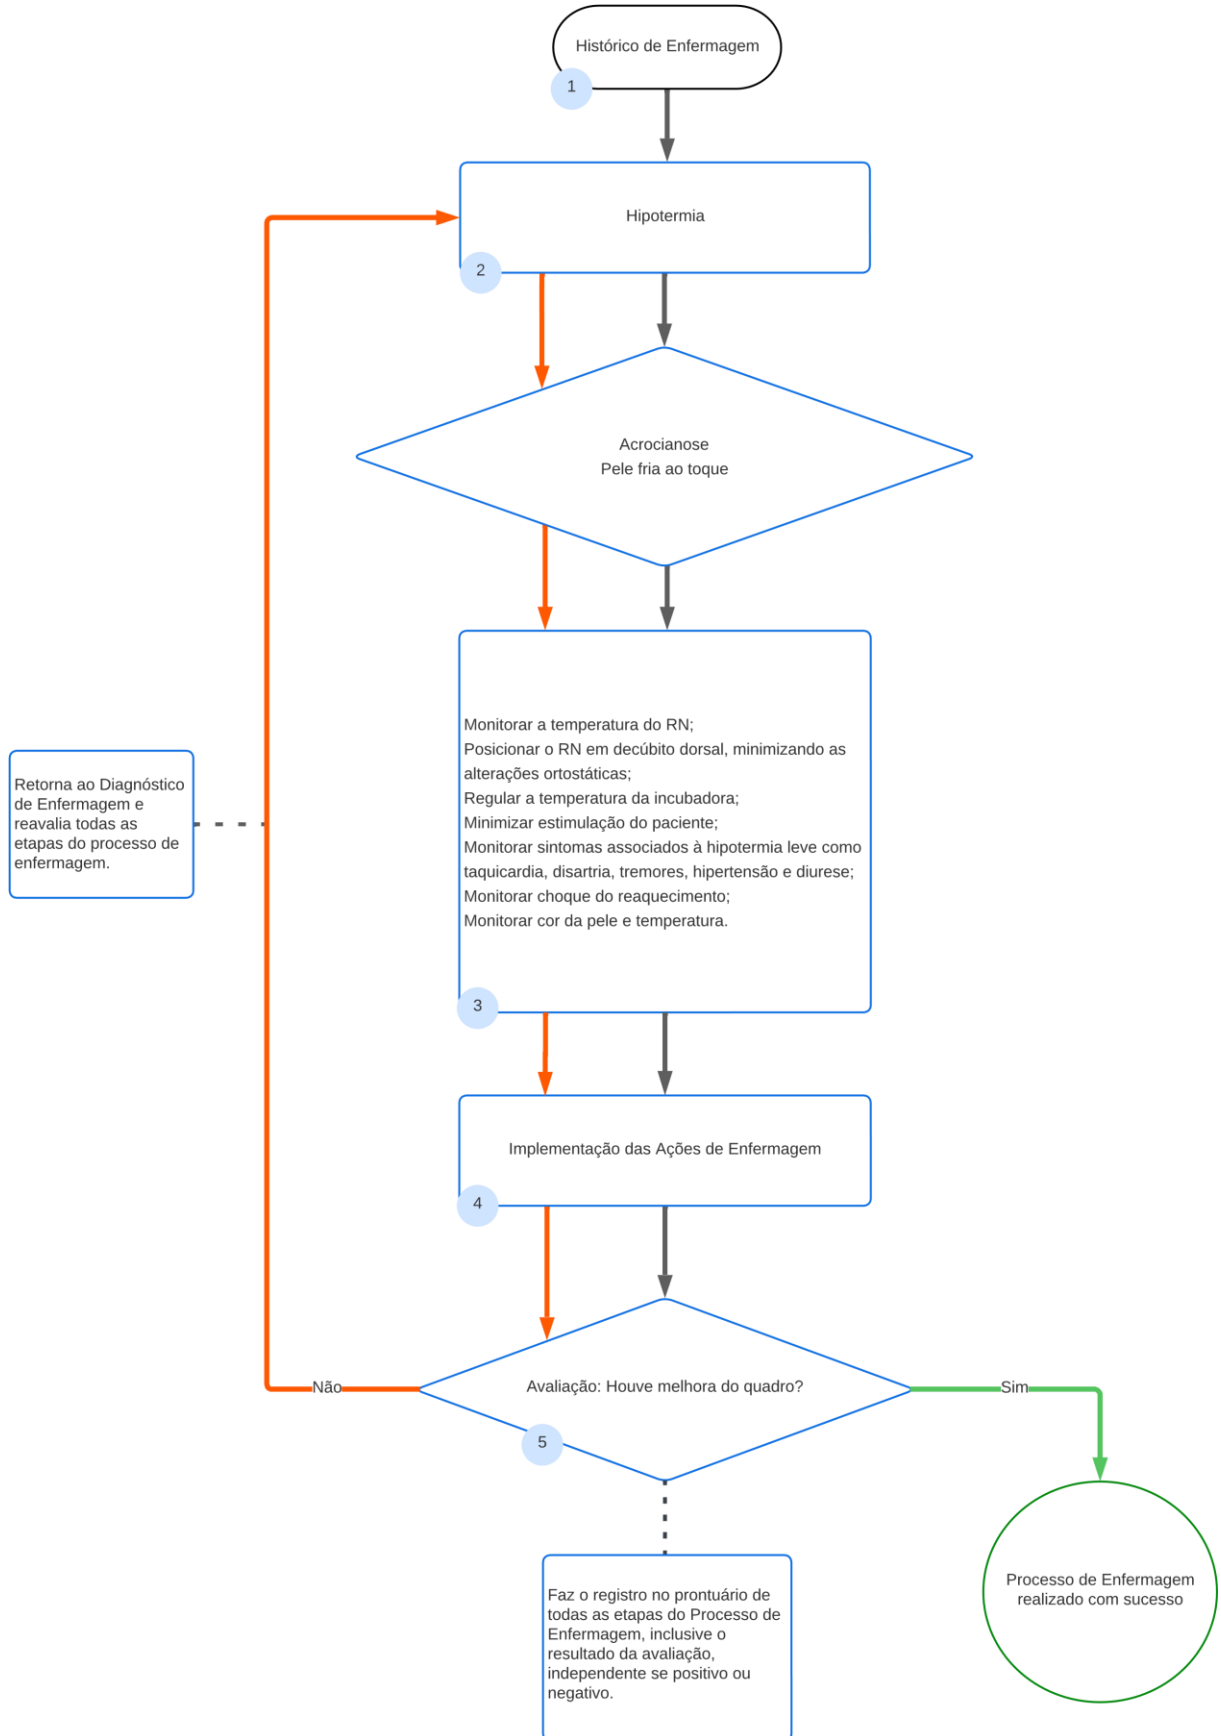 Histórico de Enfermagem
1
Hipotermia
2
Acrocianose
Pele fria ao toque
Monitorar a temperatura do RN;
Posicionar o RN em decúbito dorsal, minimizando as
alterações ortostáticas;
Regular a temperatura da incubadora;
Minimizar estimulação do paciente;
Monitorar sintomas associados à hipotermia leve como
taquicardia, disartria, tremores, hipertensão e diurese;
Monitorar choque do reaquecimento;
Monitorar cor da pele e temperatura.
3
Retorna ao Diagnóstico
de Enfermagem e
reavalia todas as
etapas do processo de
enfermagem.
Implementação das Ações de Enfermagem
4
Não
Avaliação: Houve melhora do quadro?
Sim
5
Processo de Enfermagem
realizado com sucesso
Faz o registro no prontuário de
todas as etapas do Processo de
Enfermagem, inclusive o
resultado da avaliação,
independente se positivo ou
negativo.